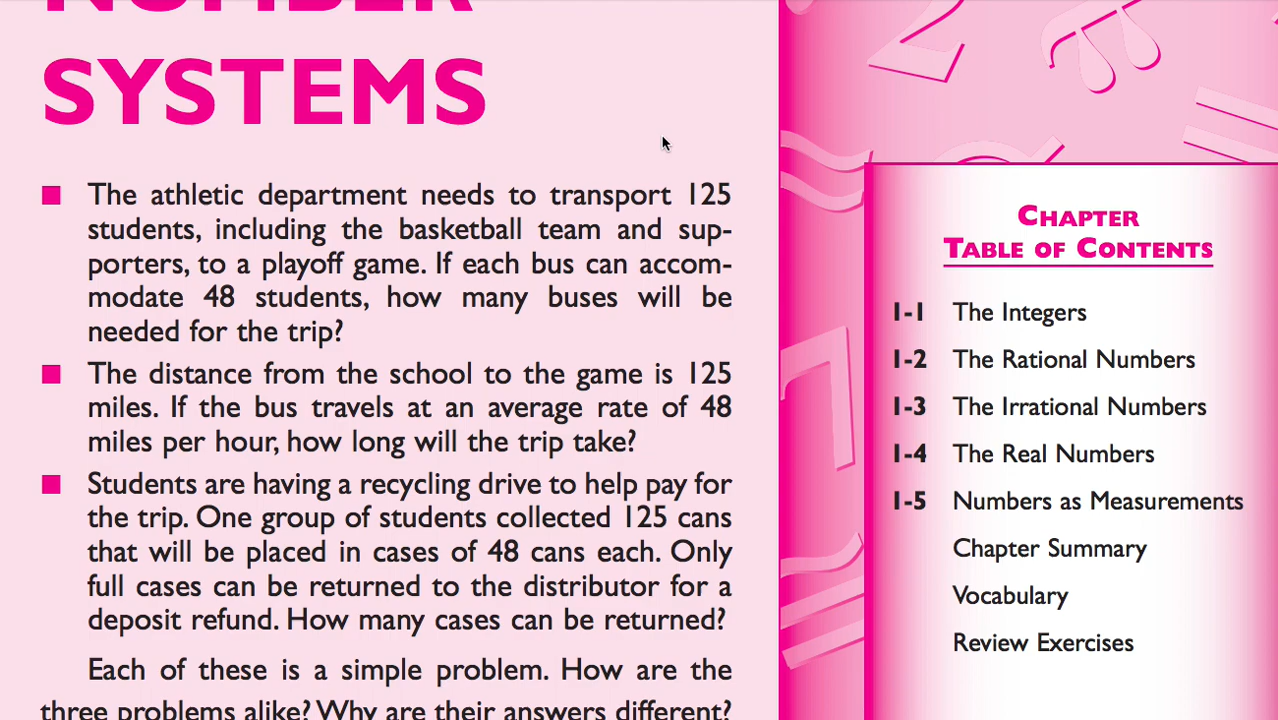 NUMBER
SYSTEMS
■ The athletic department needs to transport 125
students, including the basketball team and sup-
porters, to a playoff game. If each bus can accom-
modate 48 students, how many buses will be
needed for the trip?
■ The distance from the school to the game is 125
miles. If the bus travels at an average rate of 48
miles per hour, how long will the trip take?
■ Students are having a recycling drive to help pay for
the trip. One group of students collected 125 cans
that will be placed in cases of 48 cans each. Only
full cases can be returned to the distributor for a
deposit refund. How many cases can be returned?
Each of these is a simple problem. How are the
three problems alike? Why are their answers different?
CHAPTER
TABLE OF CONTENTS
1-1 The Integers
1-2 The Rational Numbers
1-3 The Irrational Numbers
1-4 The Real Numbers
1-5 Numbers as Measurements
Chapter Summary
Vocabulary
Review Exercises